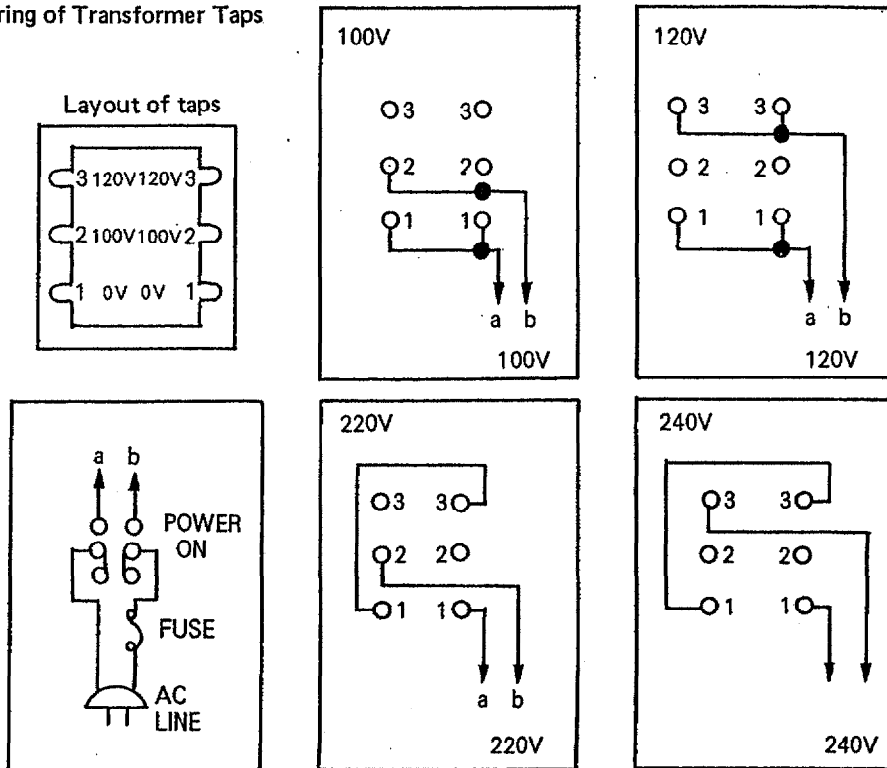 ring of Transformer Taps
Layout of taps
3 120V 120V 3
2 100V 100V 2
1 0V 0V 1
100V
3 3
2 2
1 1
a b
100V
120V
3 3
2 2
1 1
a b
120V
a b
POWER
ON
FUSE
AC
LINE
220V
3 3
2 2
1 1
a b
220V
240V
3 3
2 2
1 1
240V